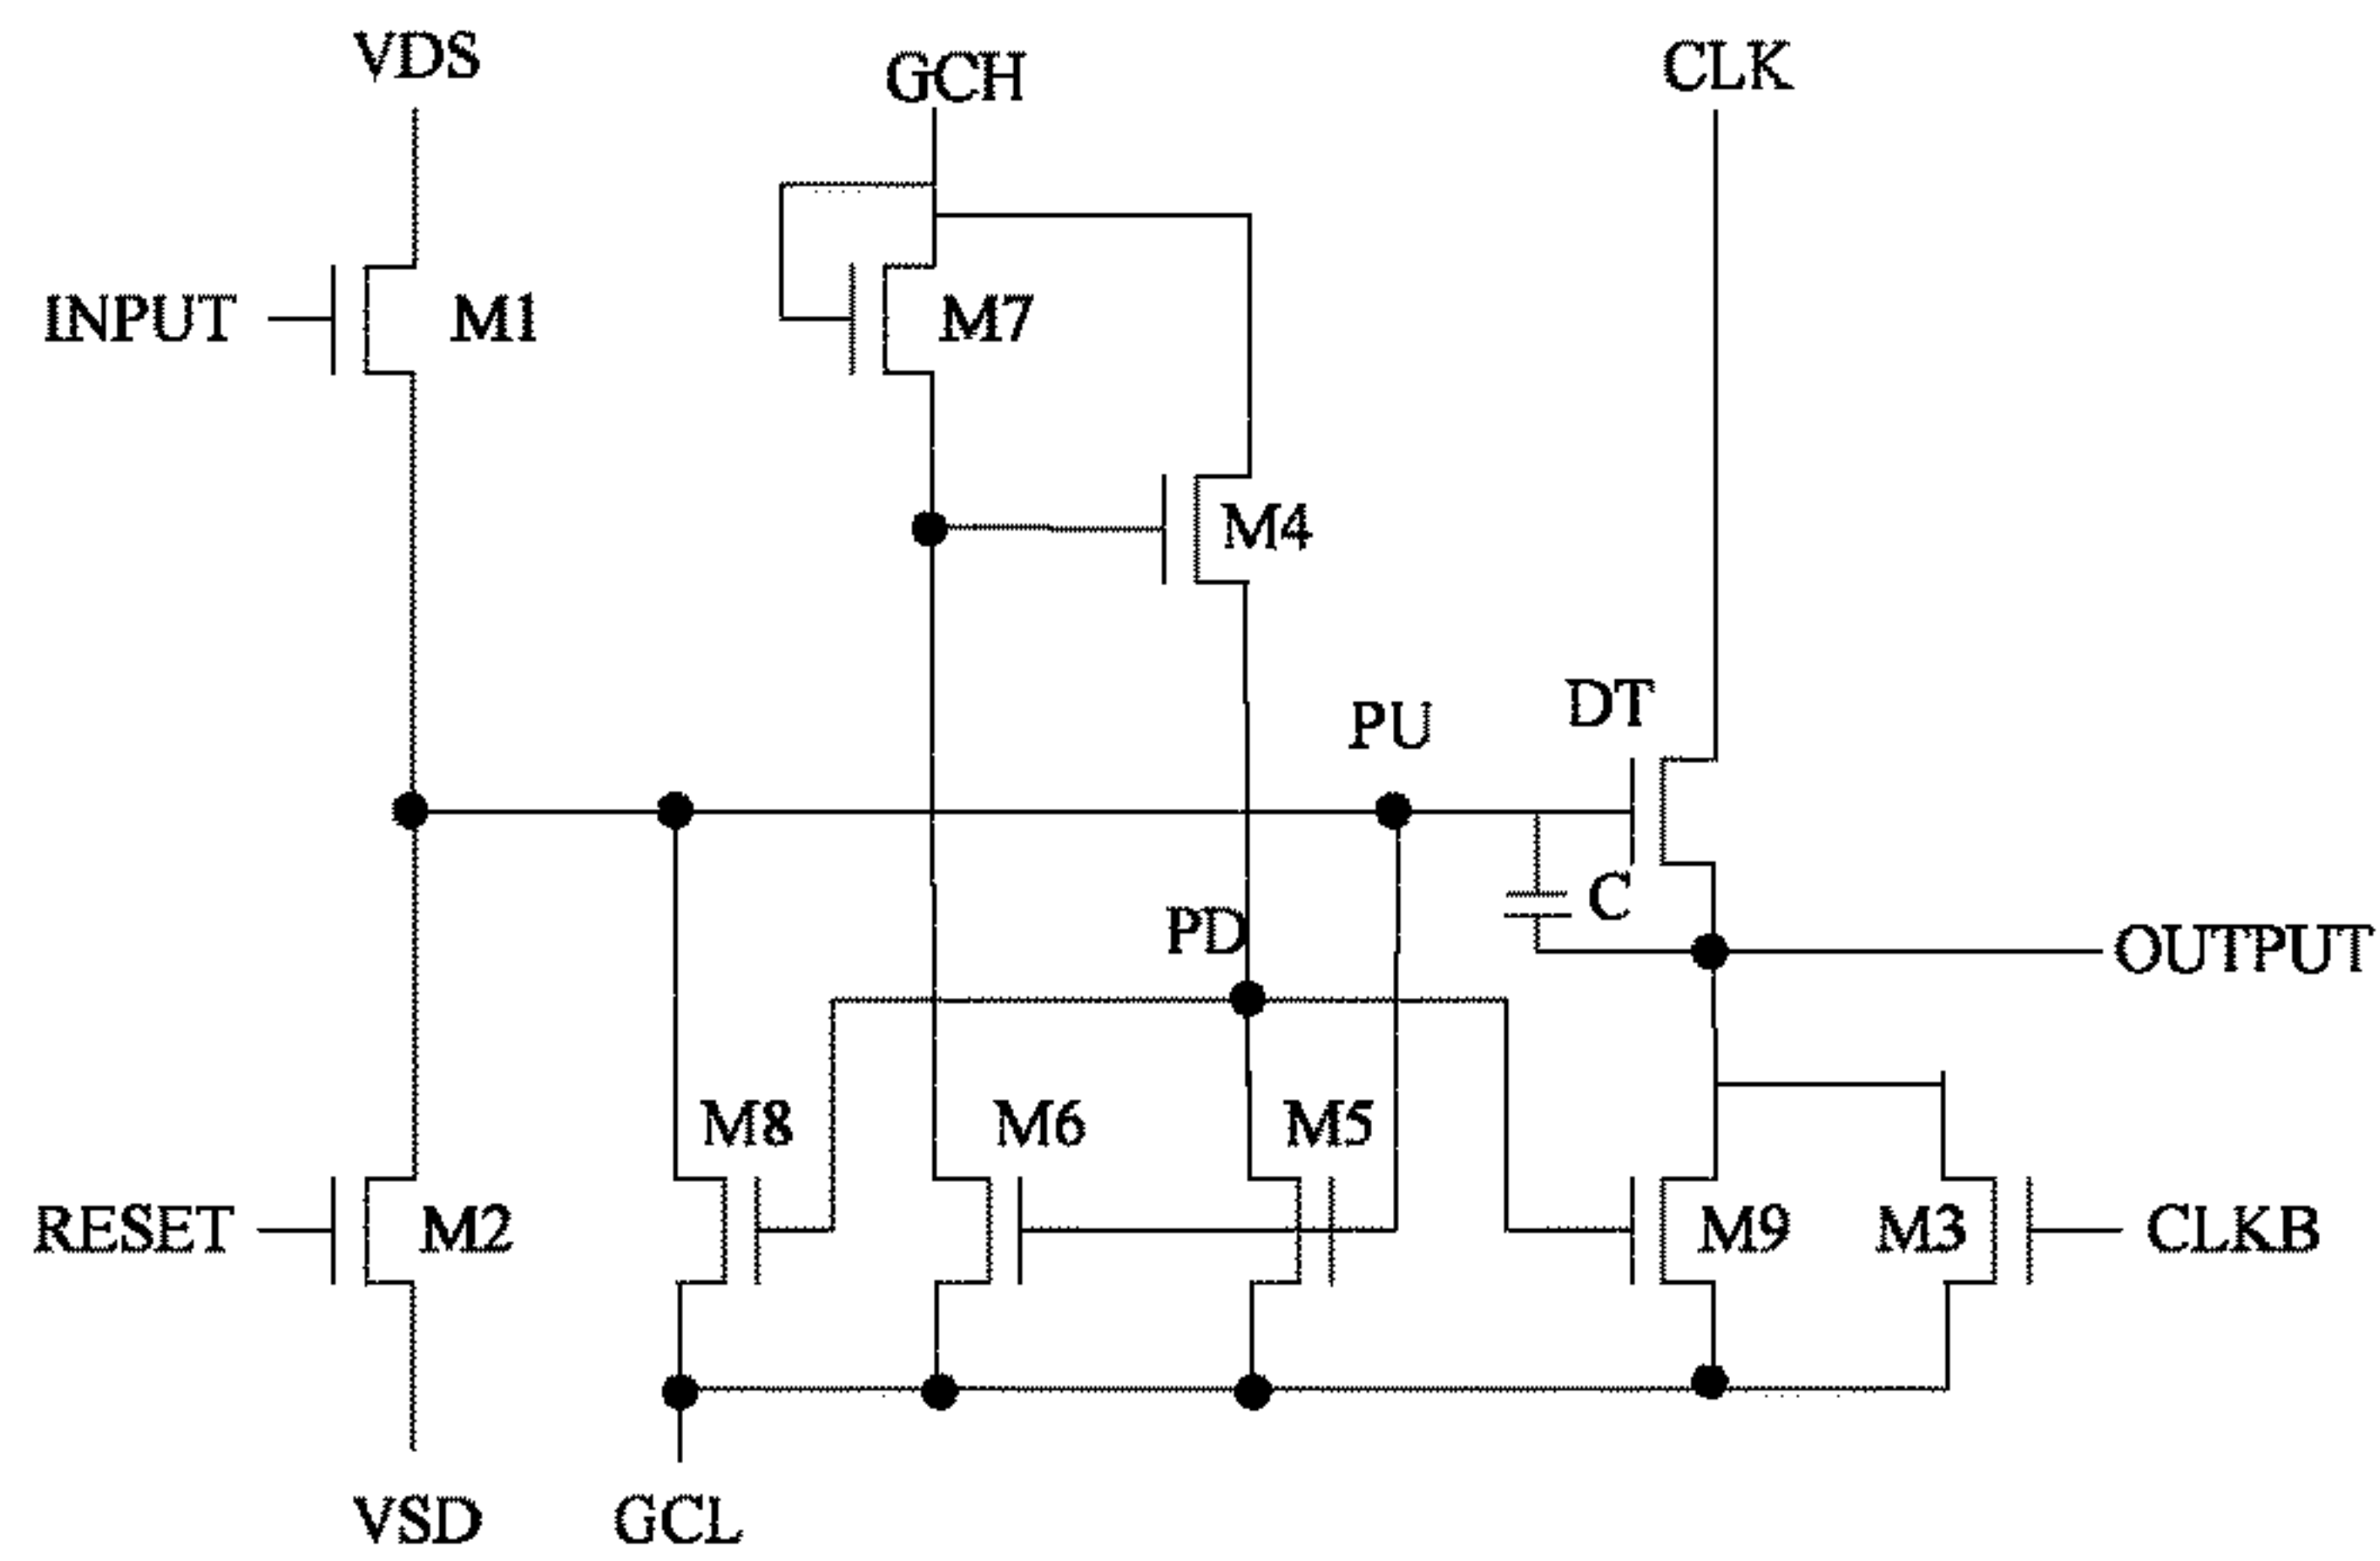 VDS
GCH
CLK
INPUT
M1
M7
M4
DT
PU
C
PD
OUTPUT
M8
M6
M5
RESET
M2
M9
M3
CLKB
VSD
GCL